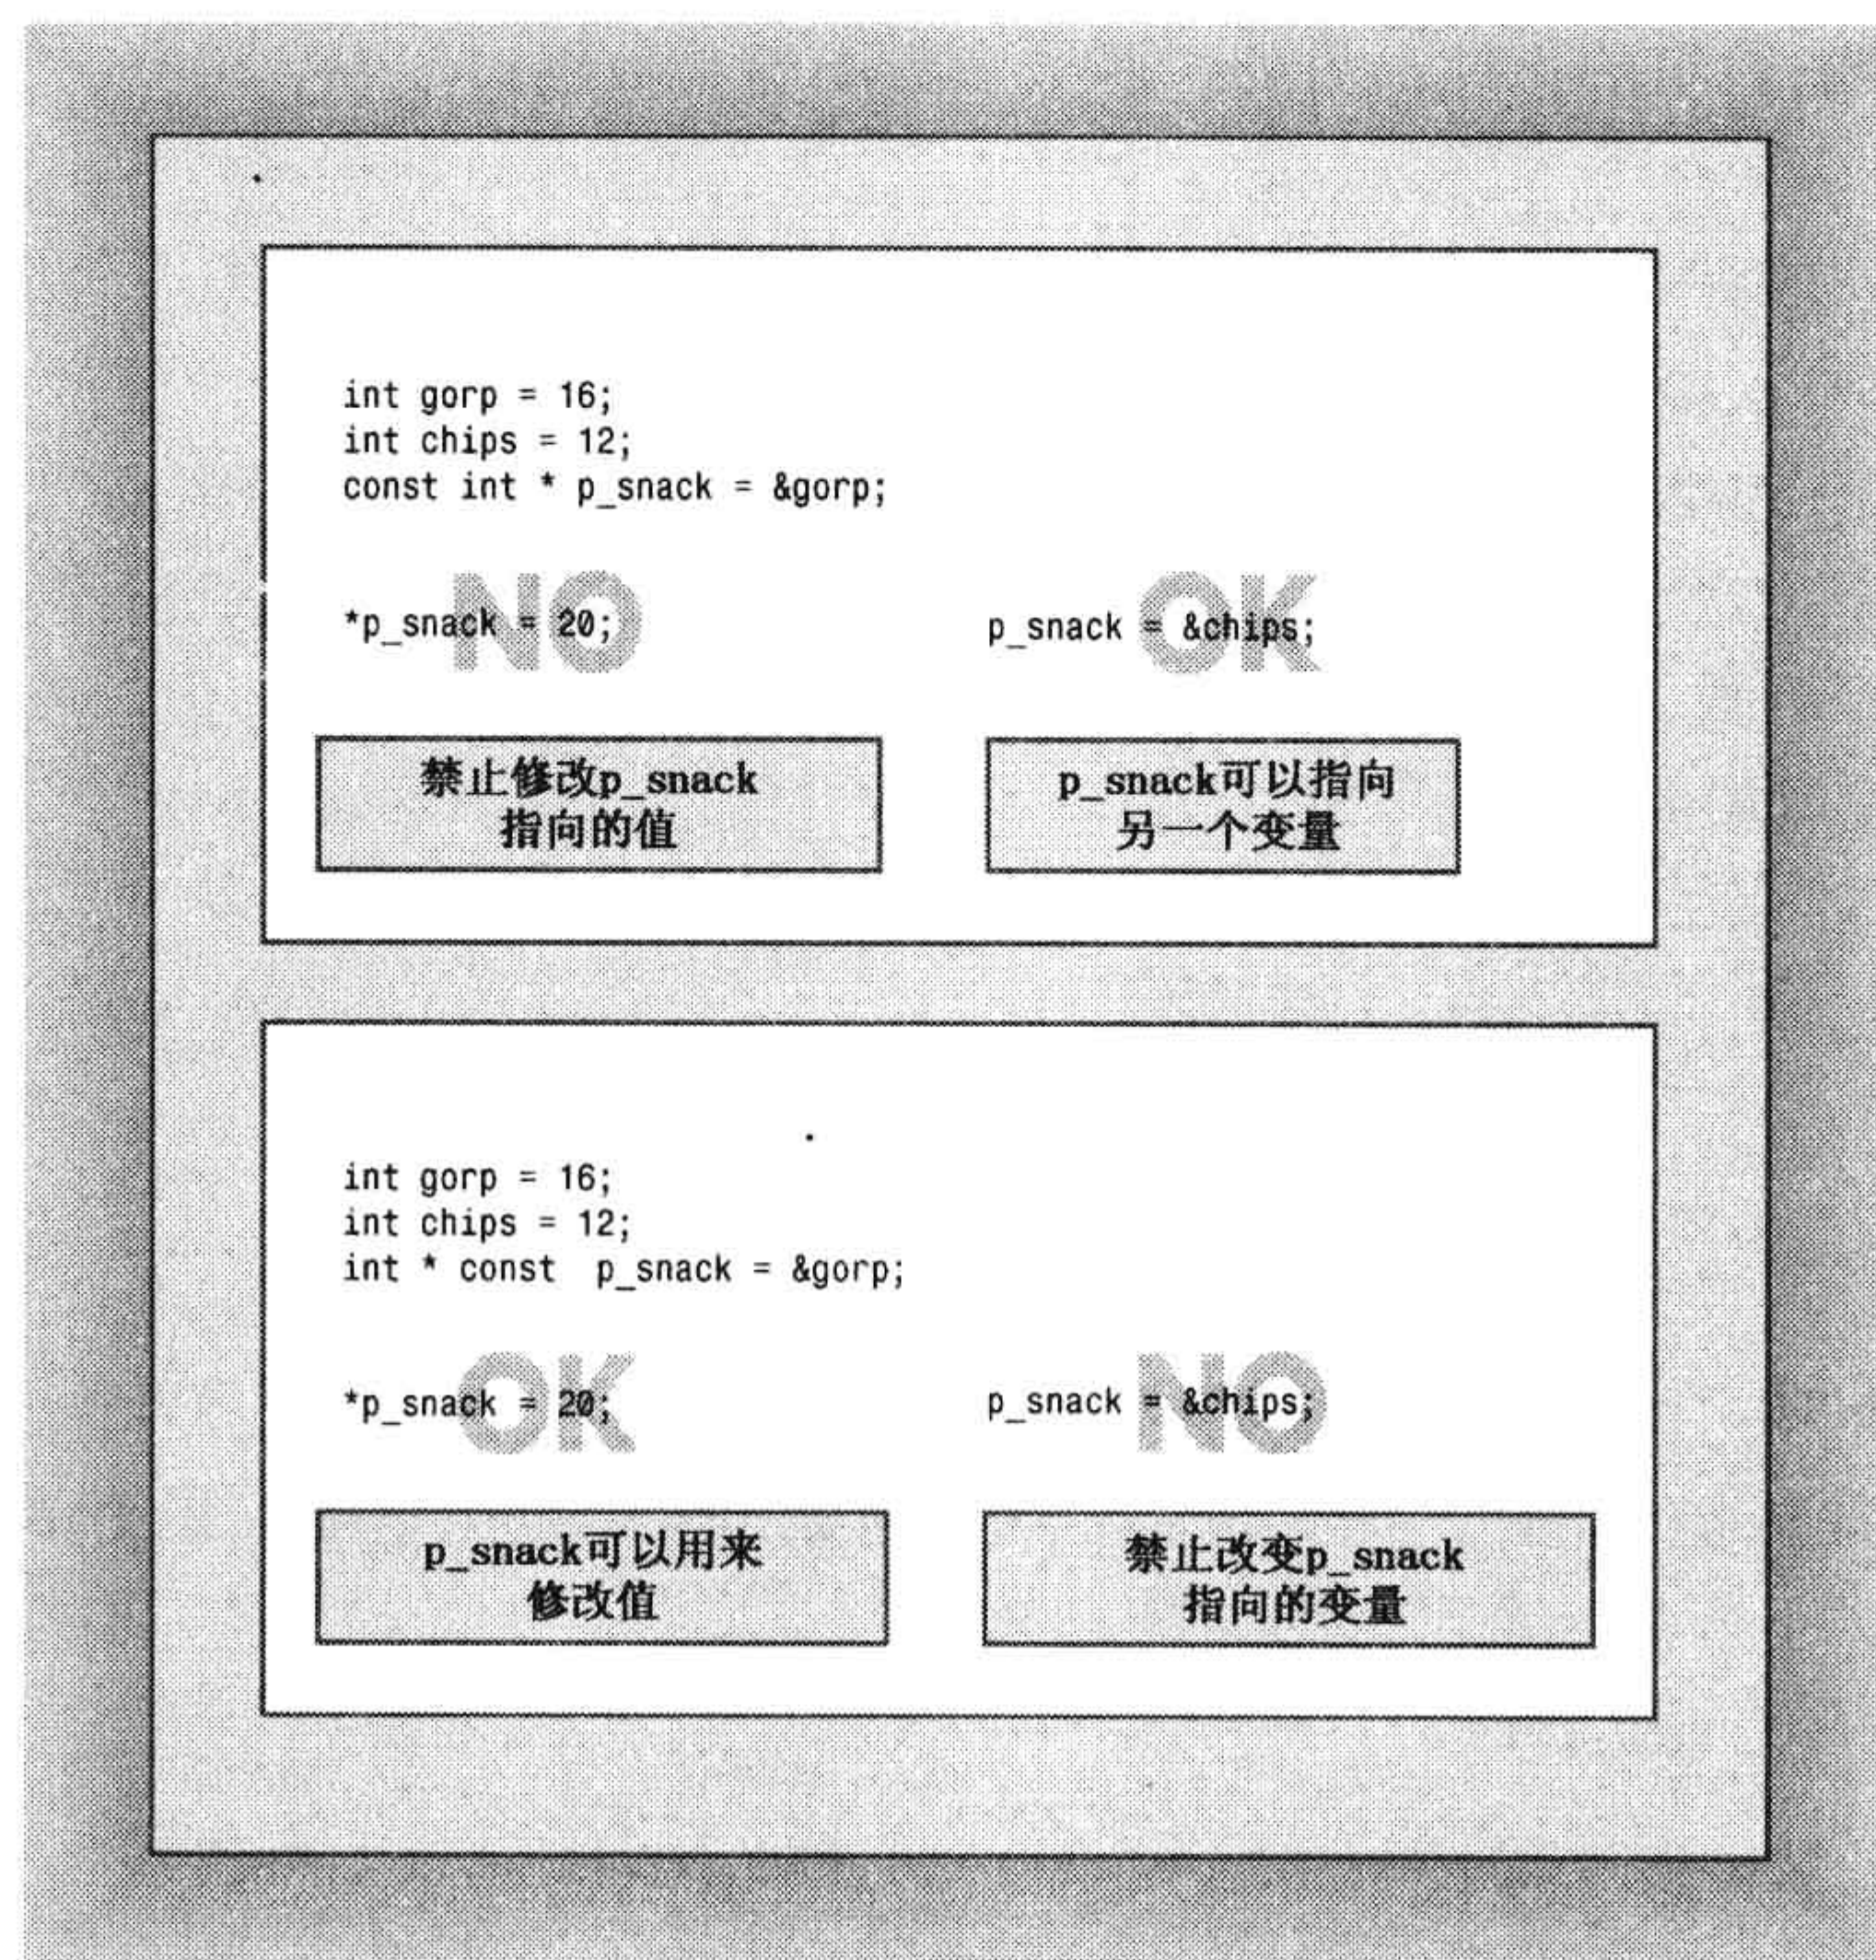 int gorp = 16;
int chips = 12;
const int * p_snack = &gorp;
*p_snack = 20;
NO
p_snack = &chips;
OK
禁止修改p_snack
指向的值
p_snack可以指向
另一个变量
int gorp = 16;
int chips = 12;
int * const  p_snack = &gorp;
*p_snack = 20;
OK
p_snack = &chips;
NO
p_snack可以用来
修改值
禁止改变p_snack
指向的变量